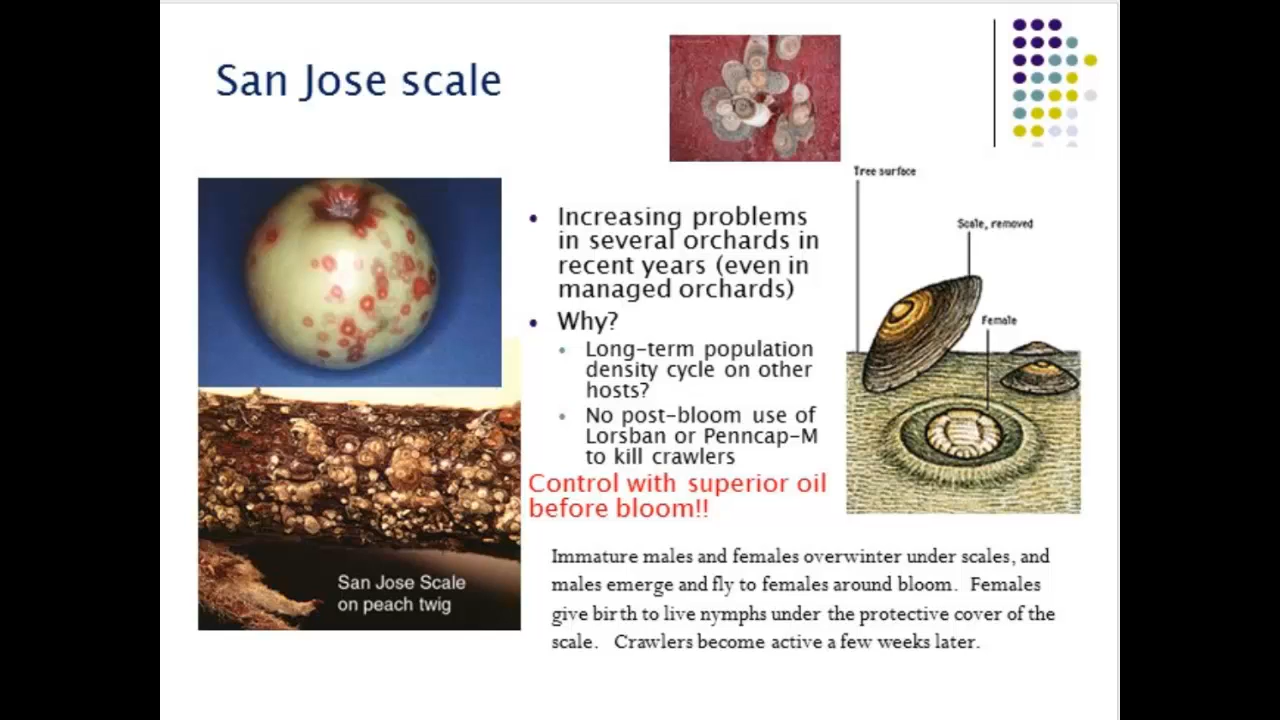 San Jose scale
Tree surface
Scale, removed
Female
• Increasing problems
in several orchards in
recent years (even in
managed orchards)
• Why?
• Long-term population
density cycle on other
hosts?
• No post-bloom use of
Lorsban or Penncap-M
to kill crawlers
Control with superior oil
before bloom!!
San Jose Scale
on peach twig
Immature males and females overwinter under scales, and
males emerge and fly to females around bloom. Females
give birth to live nymphs under the protective cover of the
scale. Crawlers become active a few weeks later.